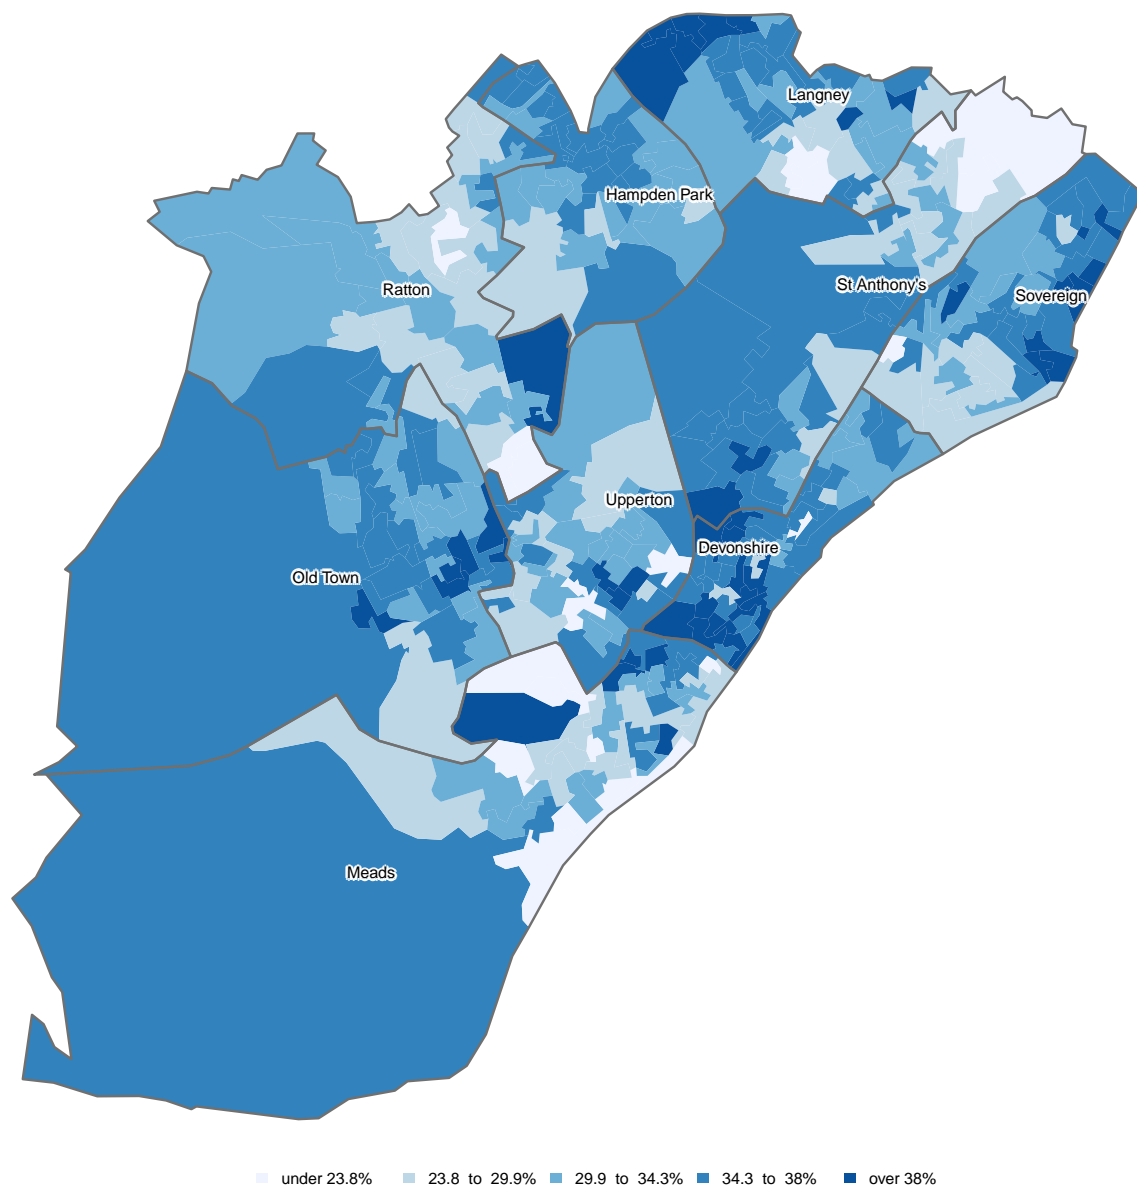 Langney
Hampden Park
St Anthony's
Ratton
Sovereign
Upperton
Devonshire
Old Town
Meads
under 23.8% 23.8 to 29.9% 29.9 to 34.3% 34.3 to 38% over 38%